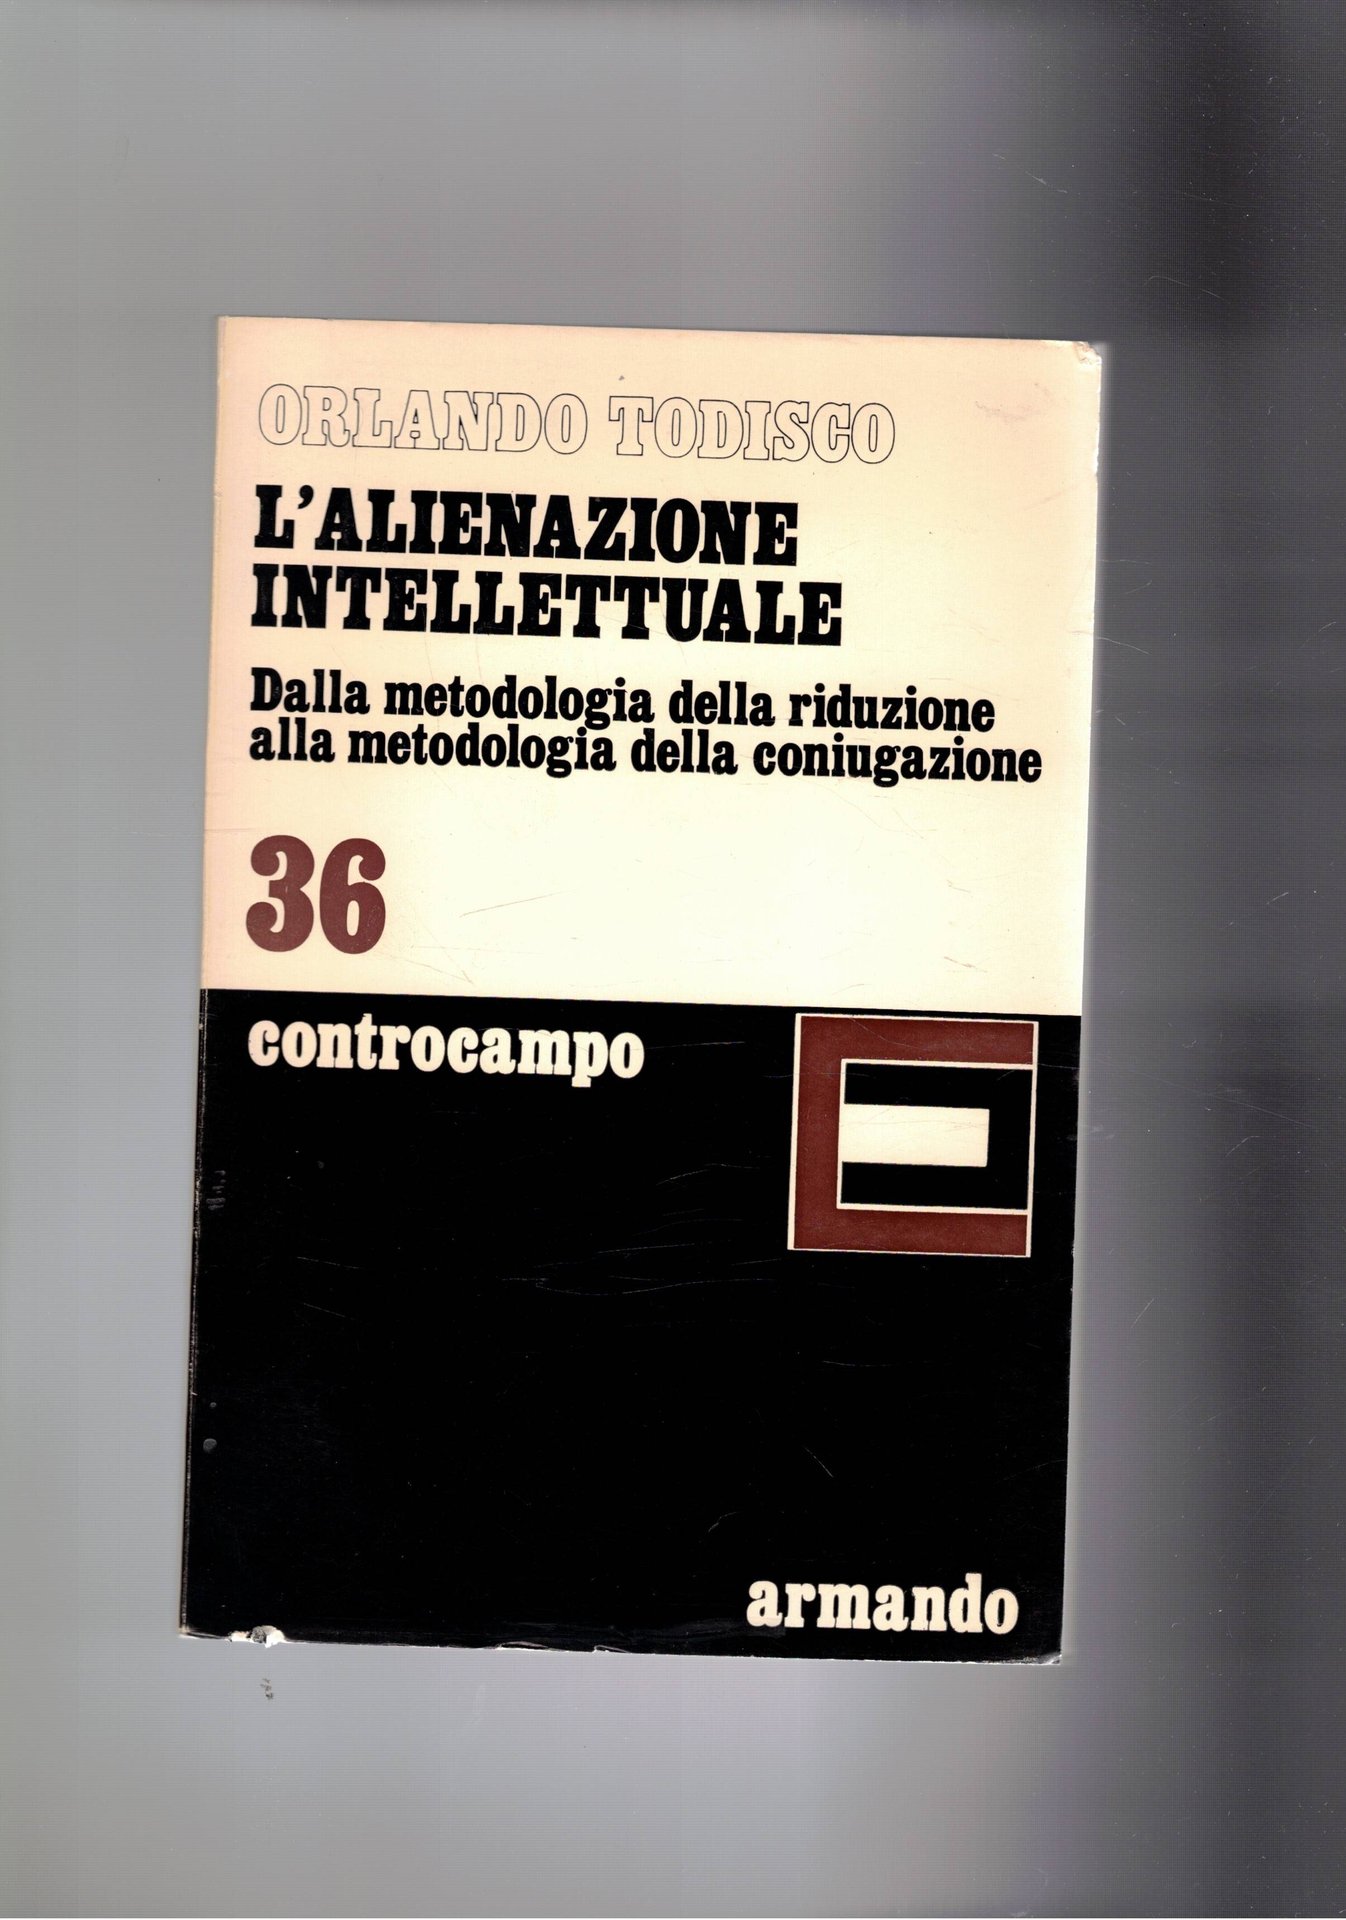 ORLANDO TODISCO
L'ALIENAZIONE
INTELLETTUALE
Dalla metodologia della riduzione
alla metodologia della coniugazione
36
controcampo
armando